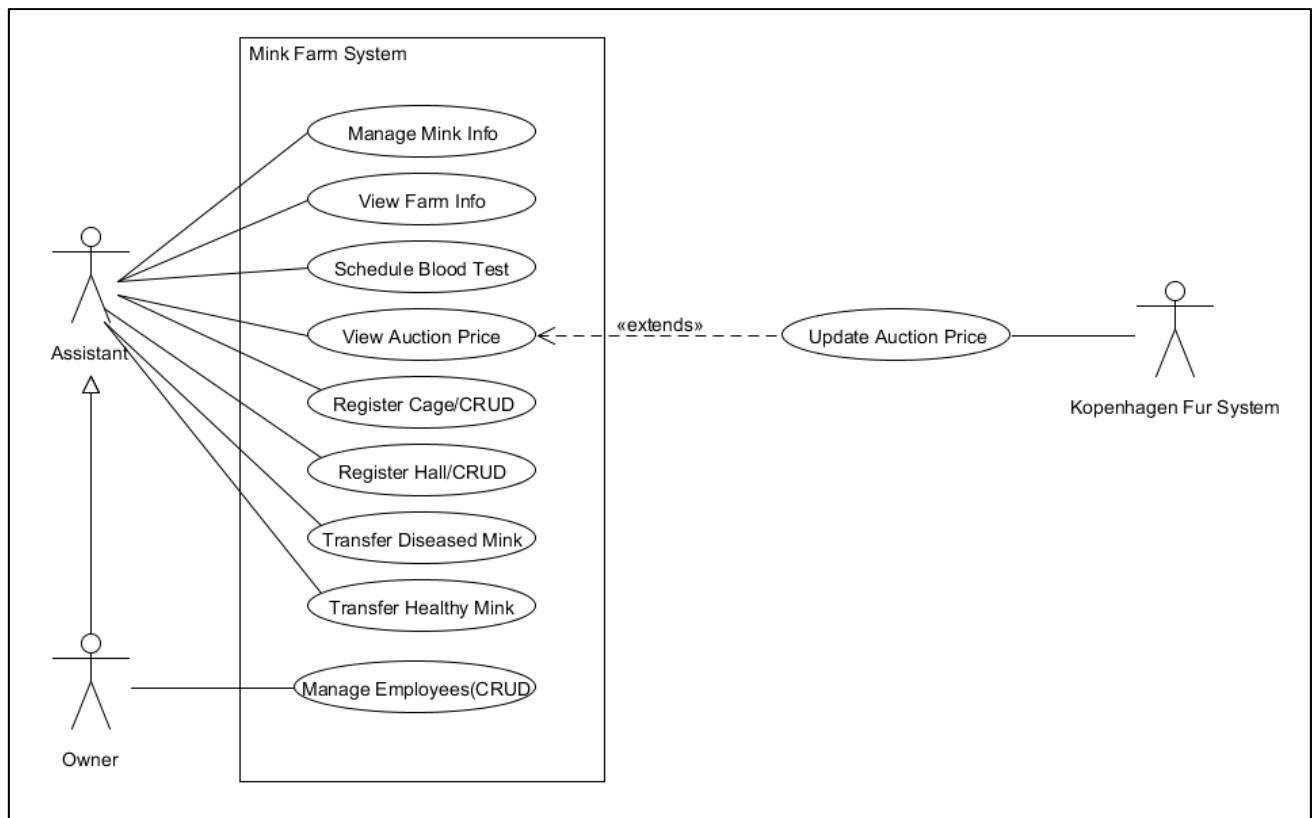 Mink Farm System
Manage Mink Info
View Farm Info
Schedule Blood Test
View Auction Price
«extends»
Update Auction Price
Assistant
Kopenhagen Fur System
Register Cage/CRUD
Register Hall/CRUD
Transfer Diseased Mink
Transfer Healthy Mink
Manage Employees(CRUD
Owner